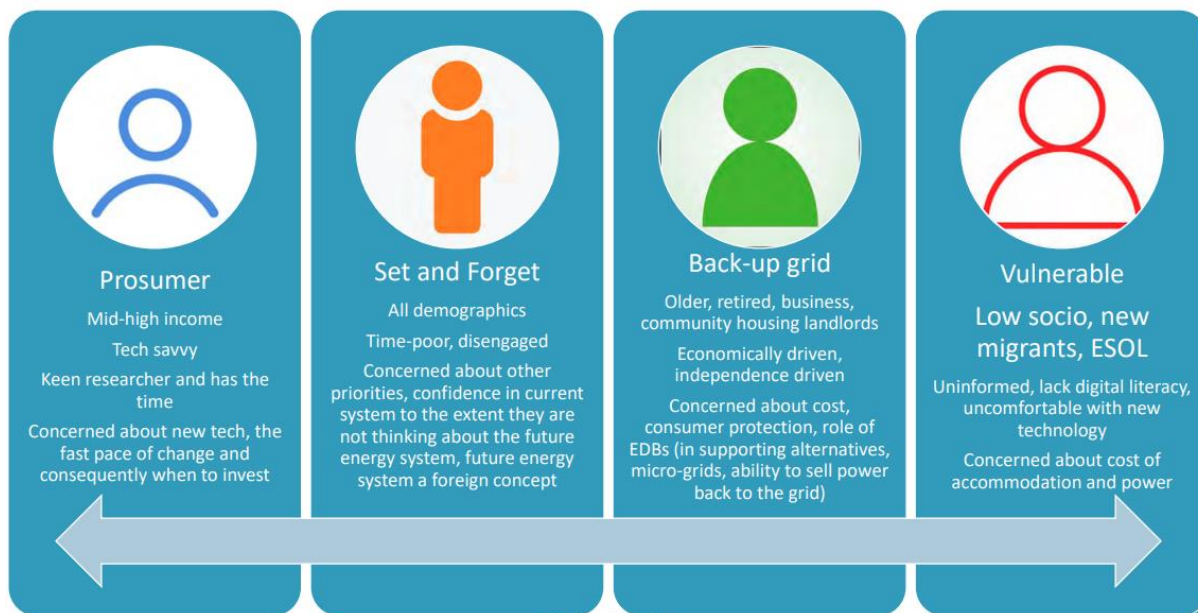 Prosumer
Mid-high income
Tech savvy
Keen researcher and has the
time
Concerned about new tech, the
fast pace of change and
consequently when to invest
Set and Forget
All demographics
Time-poor, disengaged
Concerned about other
priorities, confidence in current
system to the extent they are
not thinking about the future
energy system, future energy
system a foreign concept
Back-up grid
Older, retired, business,
community housing landlords
Economically driven,
independence driven
Concerned about cost,
consumer protection, role of
EDBs (in supporting alternatives,
micro-grids, ability to sell power
back to the grid)
Vulnerable
Low socio, new
migrants, ESOL
Uninformed, lack digital literacy,
uncomfortable with new
technology
Concerned about cost of
accommodation and power